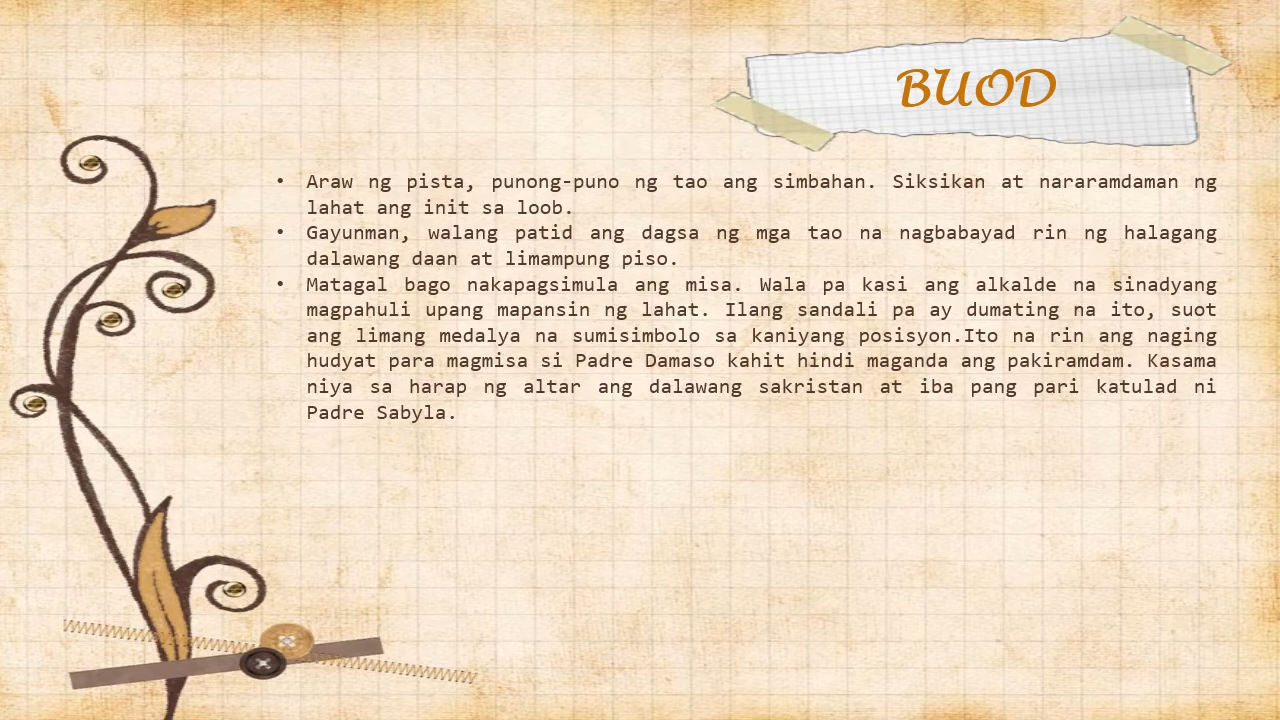 BUOD
• Araw ng pista, punong-puno ng tao ang simbahan. Siksikan at nararamdaman ng
lahat ang init sa loob.
• Gayunman, walang patid ang dagsa ng mga tao na nagbabayad rin ng halagang
dalawang daan at limampung piso.
• Matagal bago nakapagsimula ang misa. Wala pa kasi ang alkalde na sinadyang
magpahuli upang mapansin ng lahat. Ilang sandali pa ay dumating na ito, suot
ang limang medalya na sumisimbolo sa kaniyang posisyon.Ito na rin ang naging
hudyat para magmisa si Padre Damaso kahit hindi maganda ang pakiramdam. Kasama
niya sa harap ng altar ang dalawang sakristan at iba pang pari katulad ni
Padre Sabyla.